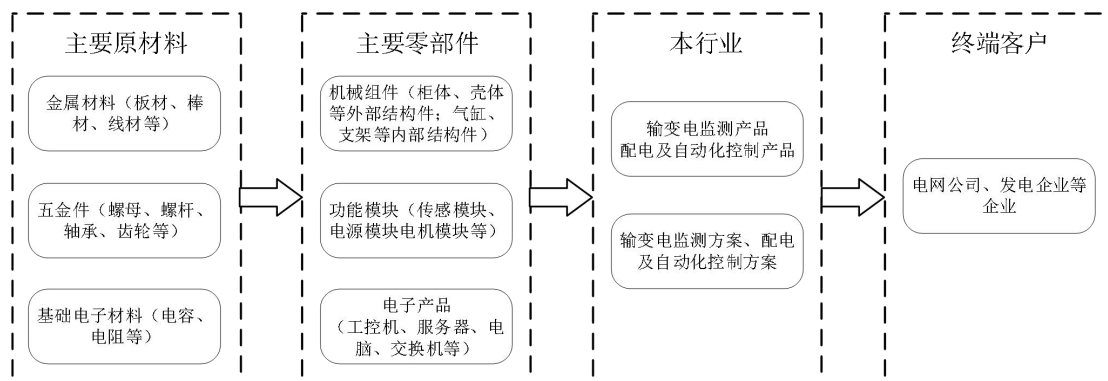 主要原材料
金属材料（板材、棒
材、线材等）
五金件（螺母、螺杆、
轴承、齿轮等）
基础电子材料（电容、
电阻等）
主要零部件
机械组件（柜体、壳体
等外部结构件；气缸、
支架等内部结构件）
功能模块（传感模块、
电源模块电机模块等）
电子产品
（工控机、服务器、电
脑、交换机等）
本行业
输变电监测产品
配电及自动化控制产品
输变电监测方案、配电
及自动化控制方案
终端客户
电网公司、发电企业等
企业